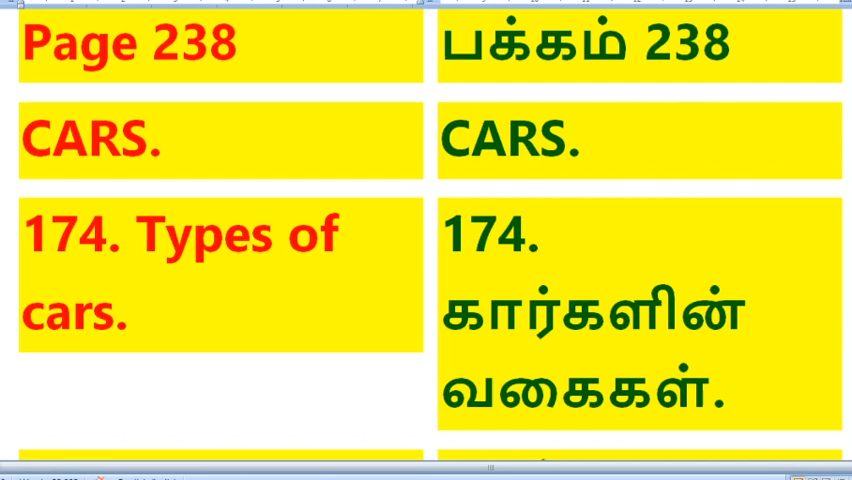 Page 238
CARS.
174. Types of
cars.
பக்கம் 238
CARS.
174.
கார்களின்
வகைகள்.